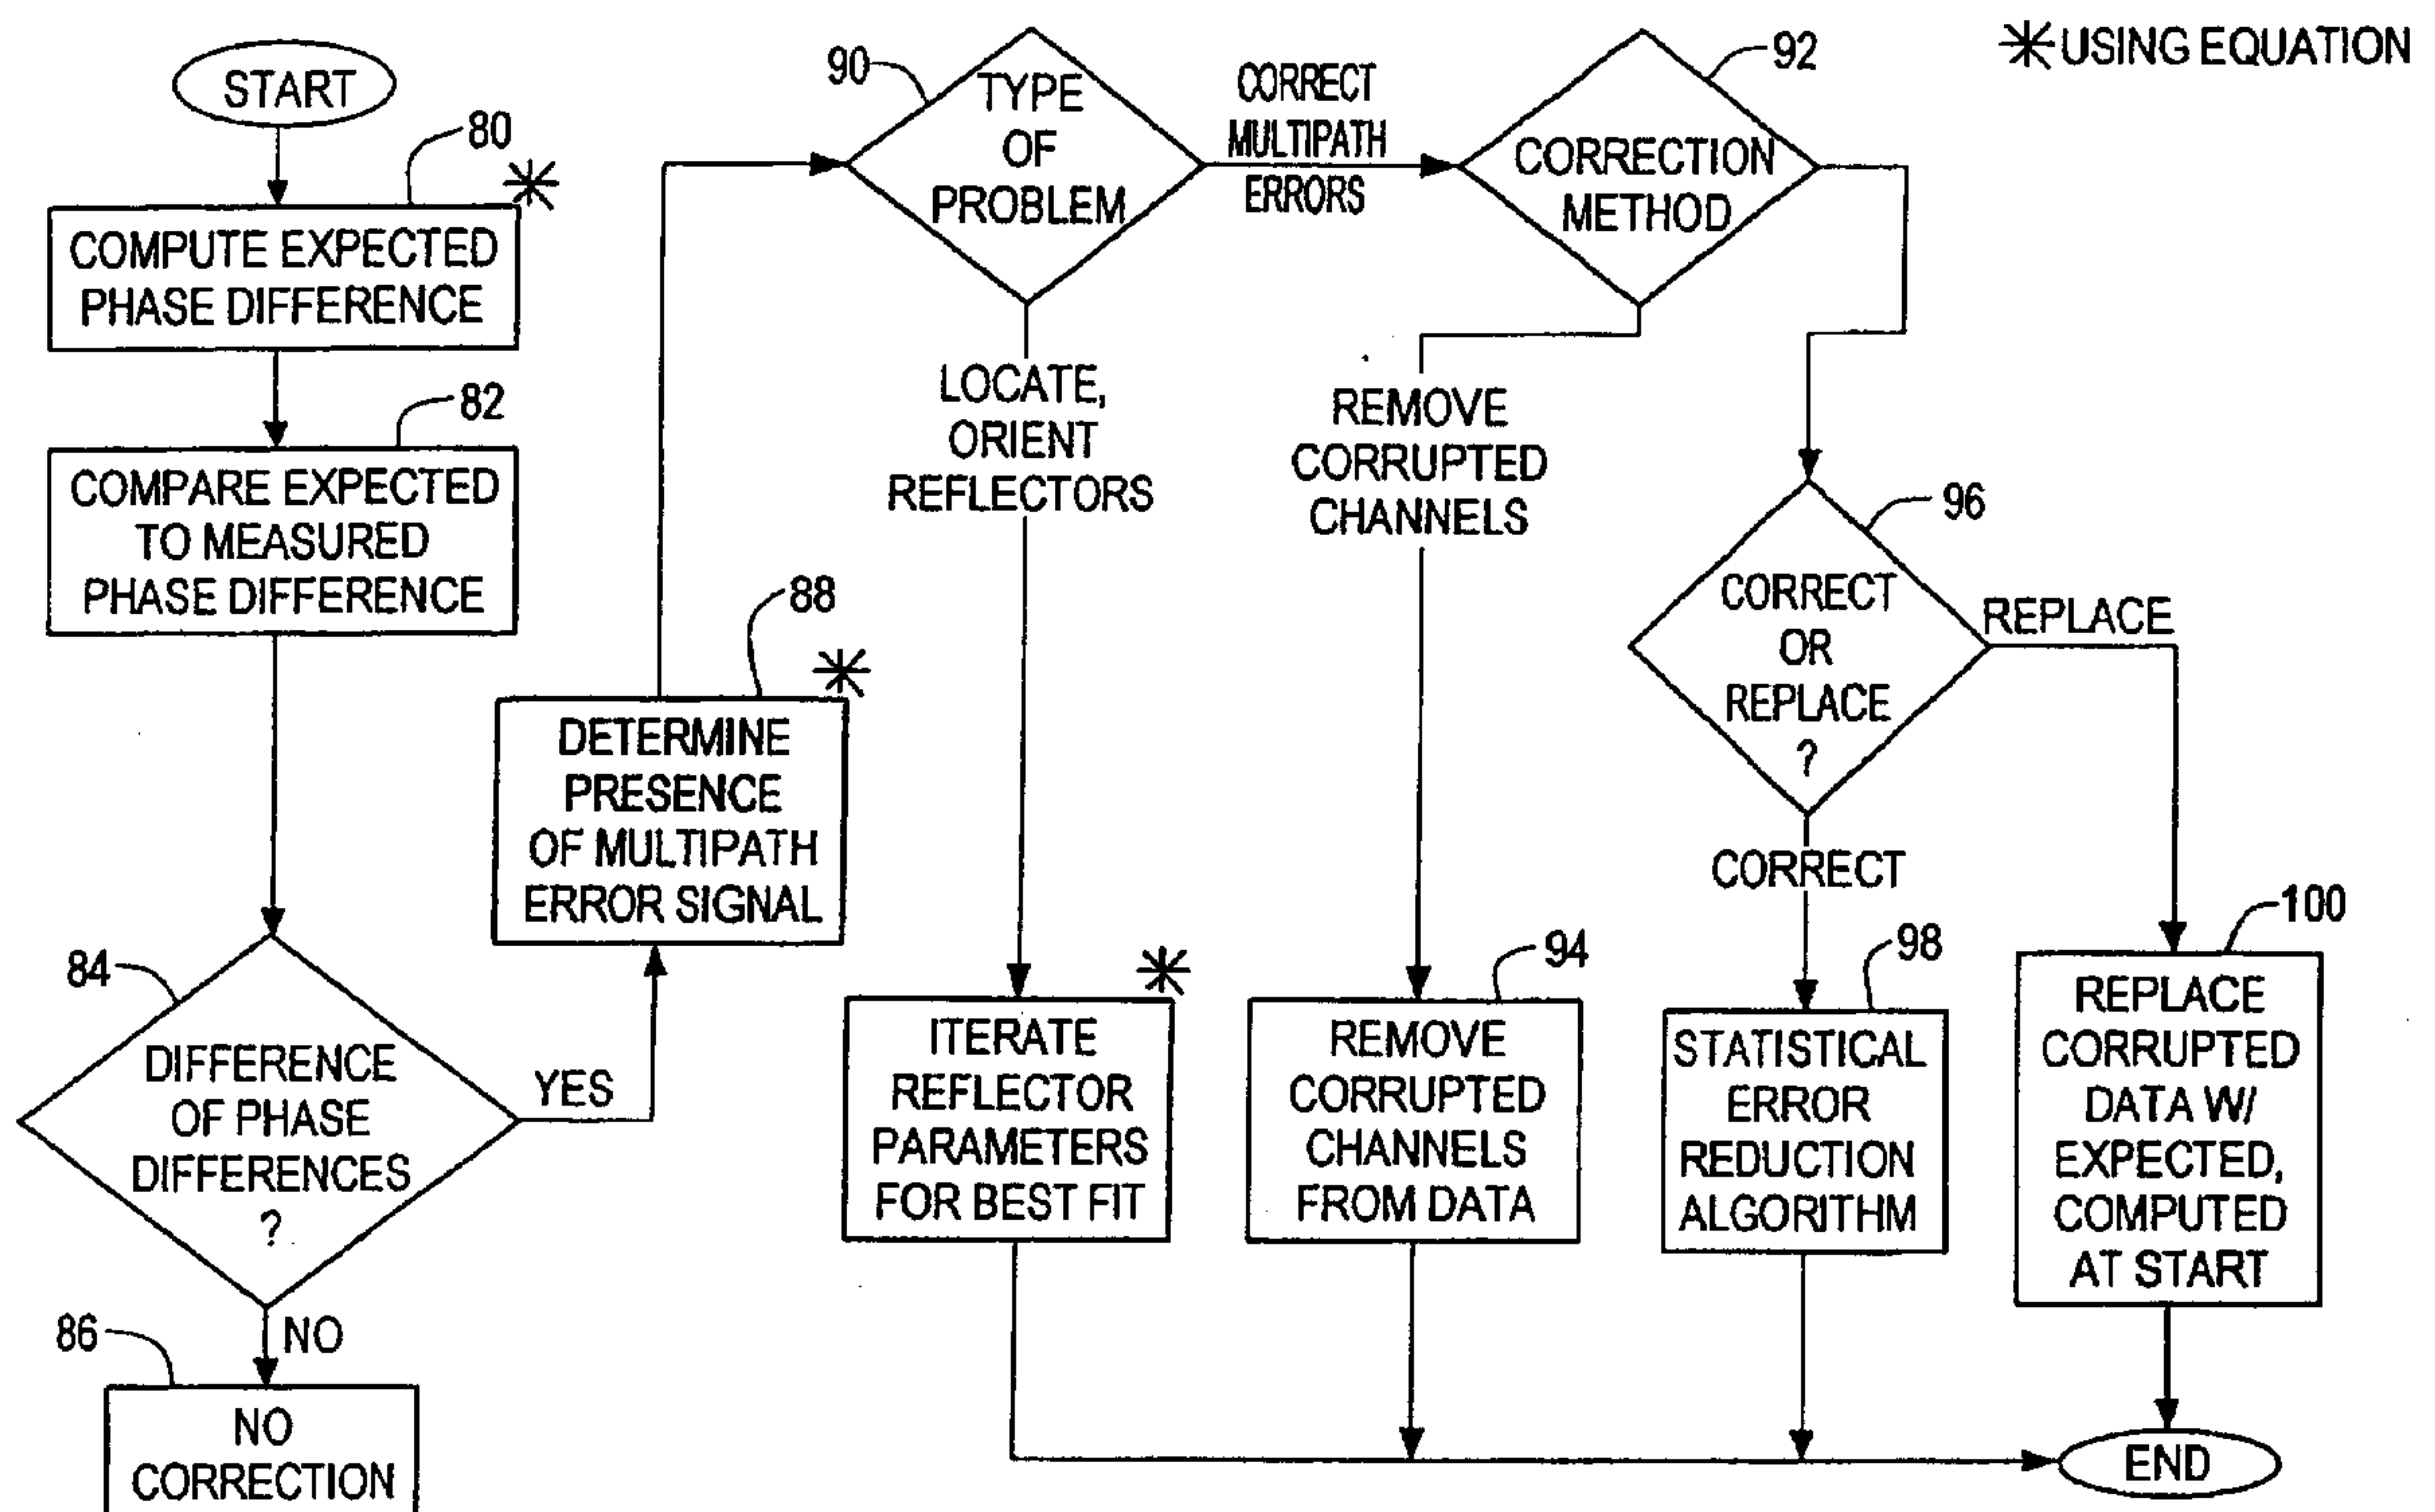 START
80
COMPUTE EXPECTED
PHASE DIFFERENCE
82
COMPARE EXPECTED
TO MEASURED
PHASE DIFFERENCE
84
DIFFERENCE
OF PHASE
DIFFERENCES
?
YES
NO
86
NO
CORRECTION
88
DETERMINE
PRESENCE
OF MULTIPATH
ERROR SIGNAL
90
TYPE
OF
PROBLEM
CORRECT
MULTIPATH
ERRORS
LOCATE,
ORIENT
REFLECTORS
ITERATE
REFLECTOR
PARAMETERS
FOR BEST FIT
92
CORRECTION
METHOD
REMOVE
CORRUPTED
CHANNELS
94
REMOVE
CORRUPTED
CHANNELS
FROM DATA
96
CORRECT
OR
REPLACE
?
REPLACE
CORRECT
98
STATISTICAL
ERROR
REDUCTION
ALGORITHM
100
REPLACE
CORRUPTED
DATA W/
EXPECTED,
COMPUTED
AT START
END
* USING EQUATION